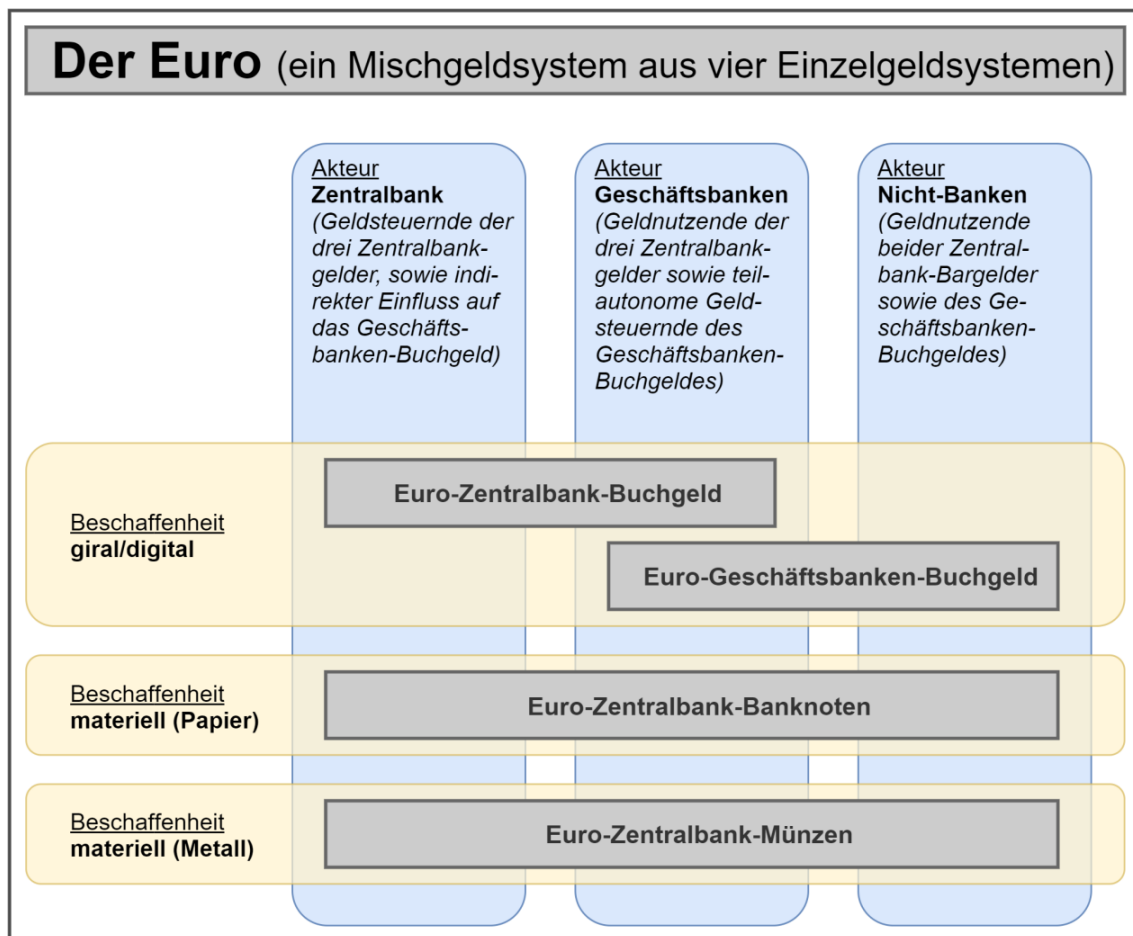 Der Euro (ein Mischgeldsystem aus vier Einzelgeldsystemen)
Akteur
Zentralbank
(Geldsteuernde der
drei Zentralbank-
gelder, sowie indi-
rekter Einfluss auf
das Geschäfts-
banken-Buchgeld)
Akteur
Geschäftsbanken
(Geldnutzende der
drei Zentralbank-
gelder sowie teil-
autonome Geld-
steuernde des
Geschäftsbanken-
Buchgeldes)
Akteur
Nicht-Banken
(Geldnutzende
beider Zentral-
bank-Bargelder
sowie des Ge-
schäftsbanken-
Buchgeldes)
Beschaffenheit
giral/digital
Euro-Zentralbank-Buchgeld
Euro-Geschäftsbanken-Buchgeld
Beschaffenheit
materiell (Papier)
Euro-Zentralbank-Banknoten
Beschaffenheit
materiell (Metall)
Euro-Zentralbank-Münzen